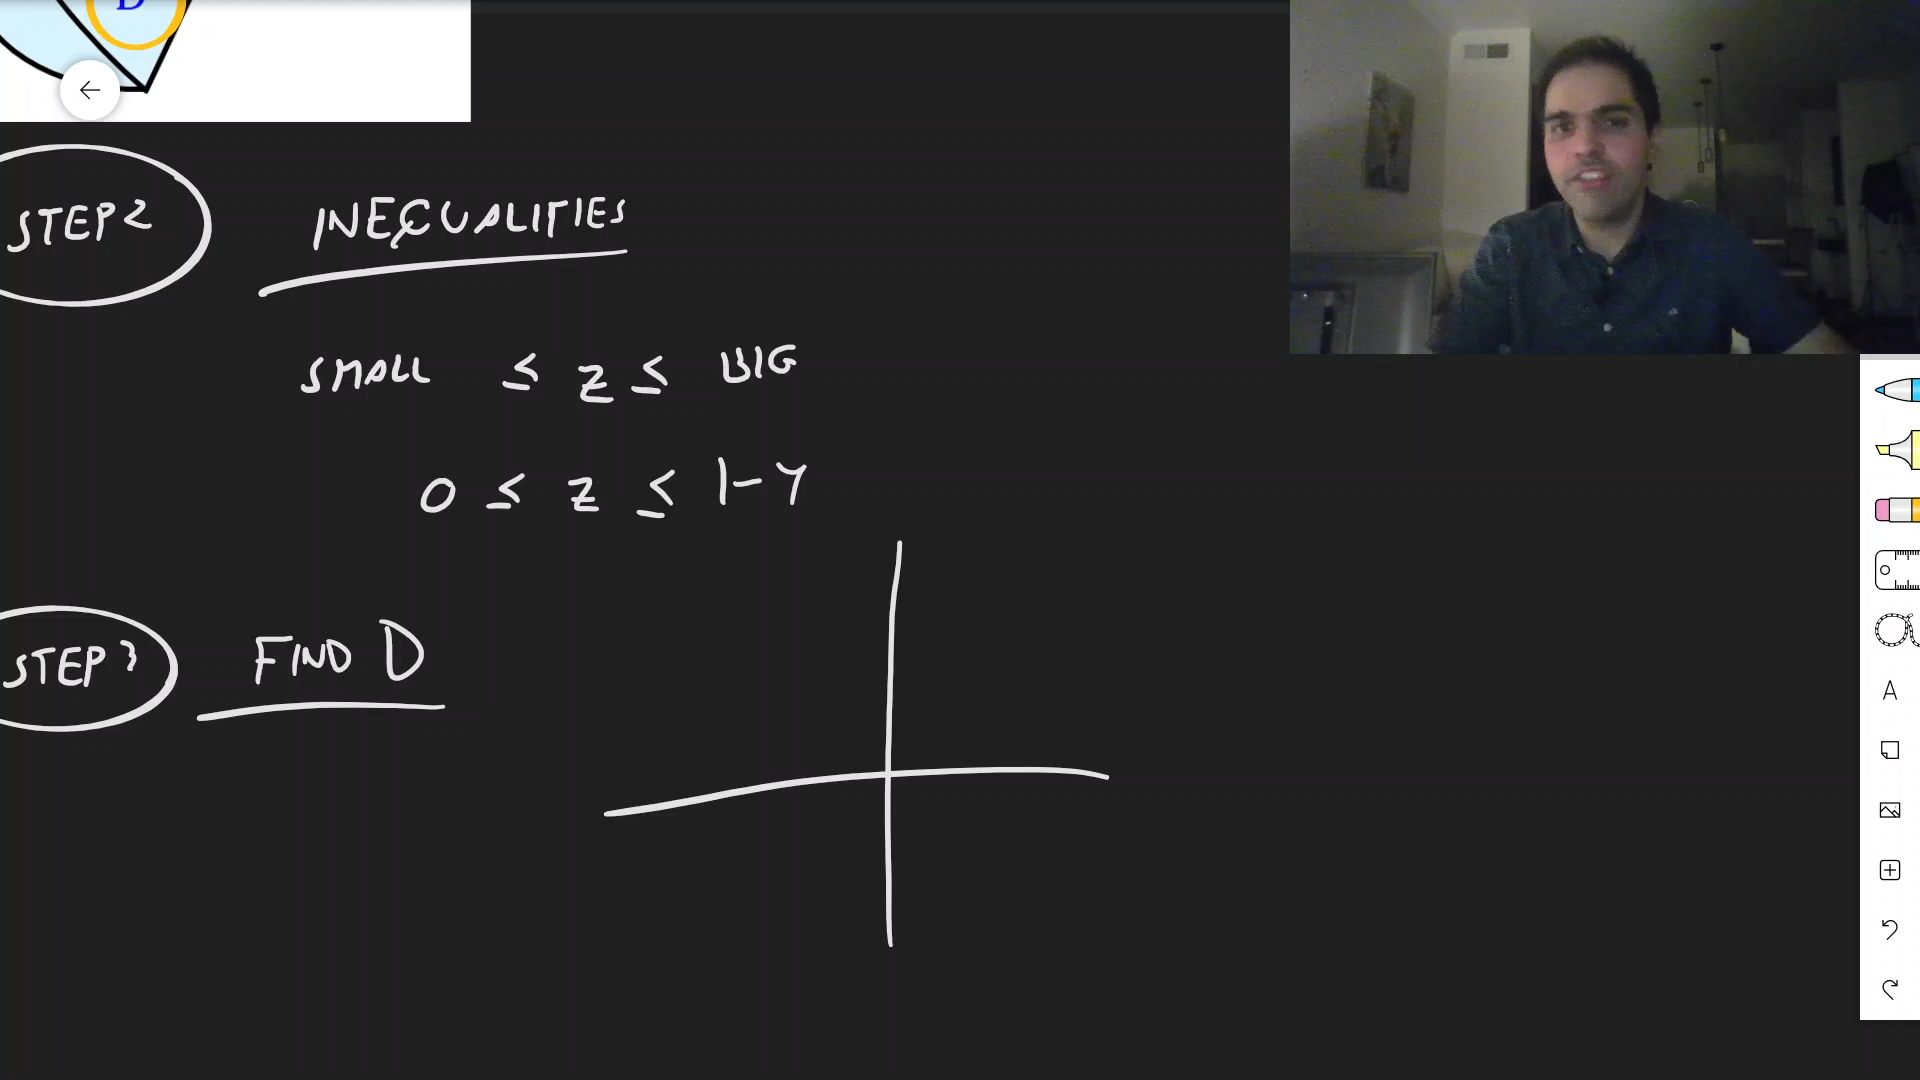 D
STEP 2 INEQUALITIES
SMALL ≤ z ≤ BIG
0 ≤ z ≤ 1-Y
STEP 3 FIND D
A